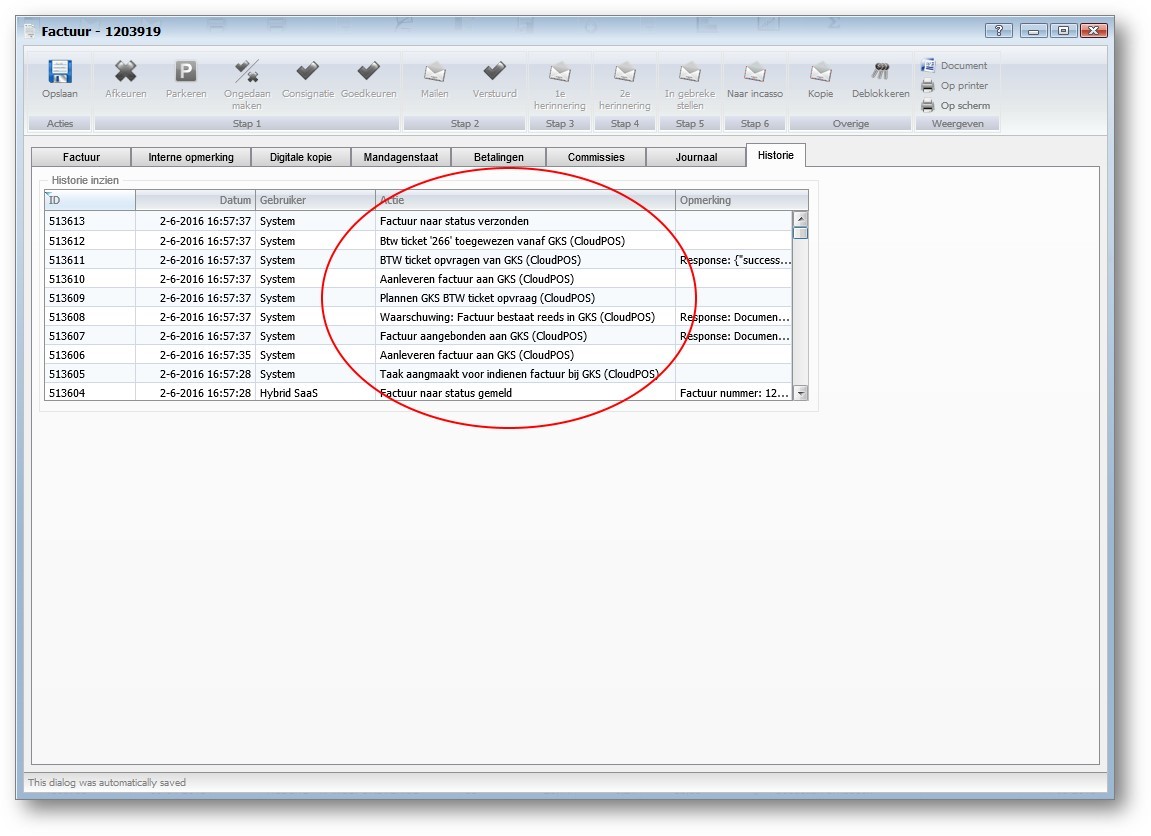 Factuur - 1203919
Opslaan
Afkeuren
Parkeren
Ongedaan maken
Consignatie
Goedkeuren
Mailen
Verstuurd
1e herinnering
2e herinnering
In gebreke stellen
Naar incasso
Kopie
Deblokkeren
Document
Op printer
Op scherm
Acties
Stap 1
Stap 2
Stap 3
Stap 4
Stap 5
Stap 6
Overige
Weergeven
Factuur Interne opmerking Digitale kopie Mandagenstaat Betalingen Commissies Journaal Historie
Historie inzien
ID Datum Gebruiker Actie Opmerking
513613 2-6-2016 16:57:37 System Factuur naar status verzonden
513612 2-6-2016 16:57:37 System Btw ticket '266' toegewezen vanaf GKS (CloudPOS)
513611 2-6-2016 16:57:37 System BTW ticket opvragen van GKS (CloudPOS) Response: {"success...
513610 2-6-2016 16:57:37 System Aanleveren factuur aan GKS (CloudPOS)
513609 2-6-2016 16:57:37 System Plannen GKS BTW ticket opvraag (CloudPOS)
513608 2-6-2016 16:57:37 System Waarschuwing: Factuur bestaat reeds in GKS (CloudPOS) Response: Documen...
513607 2-6-2016 16:57:37 System Factuur aangebonden aan GKS (CloudPOS) Response: Documen...
513606 2-6-2016 16:57:35 System Aanleveren factuur aan GKS (CloudPOS)
513605 2-6-2016 16:57:28 System Taak aangmaakt voor indienen factuur bij GKS (CloudPOS)
513604 2-6-2016 16:57:28 Hybrid SaaS Factuur naar status gemeld Factuur nummer: 12...
This dialog was automatically saved